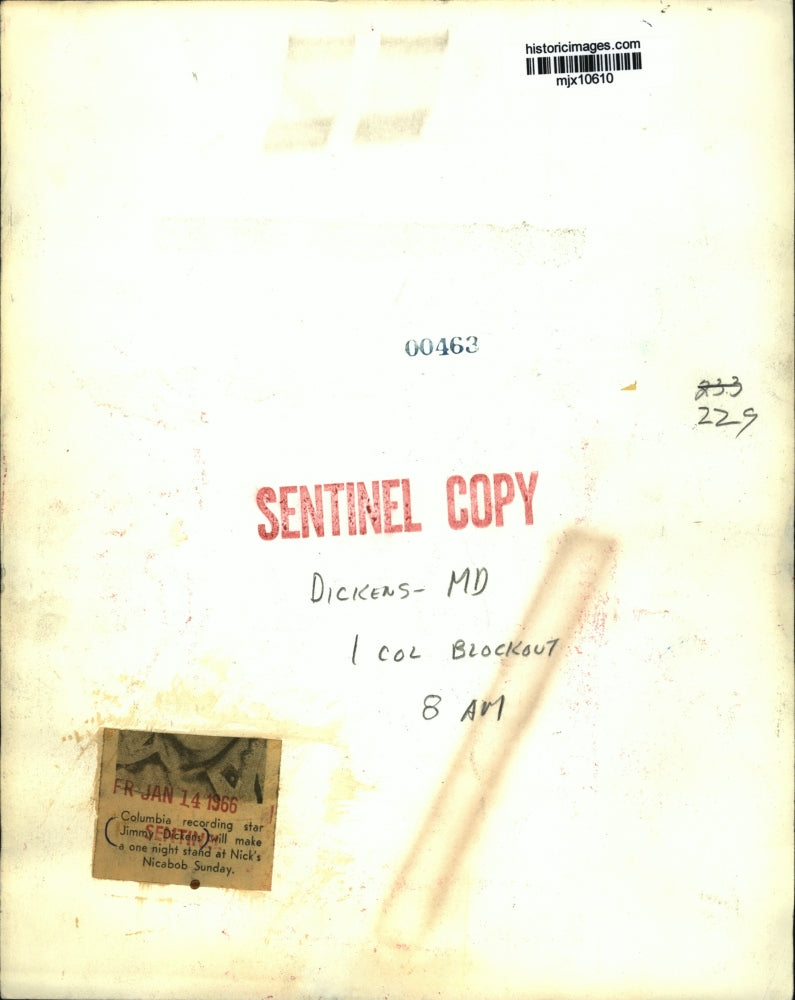 historicimages.com
mjx10610
00463
233
229
SENTINEL COPY
DICKENS- MD
1 COL BLOCKOUT
8 AM
FR-JAN 14 1966
Columbia recording star
Jimmy Dickens will make
SENTINEL
a one night stand at Nick's
Nicabob Sunday.